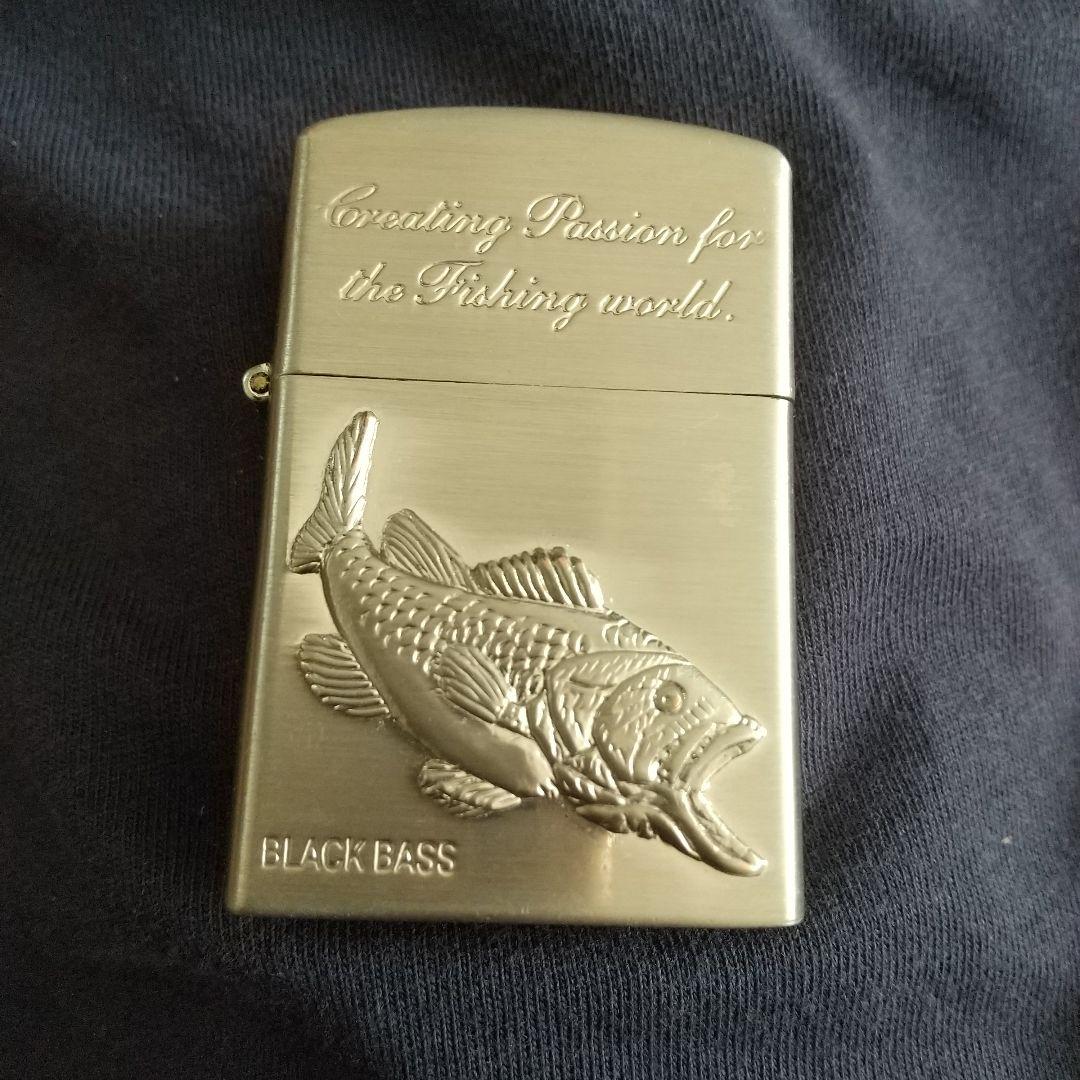 Creating Passion for
the Fishing world.
BLACK BASS